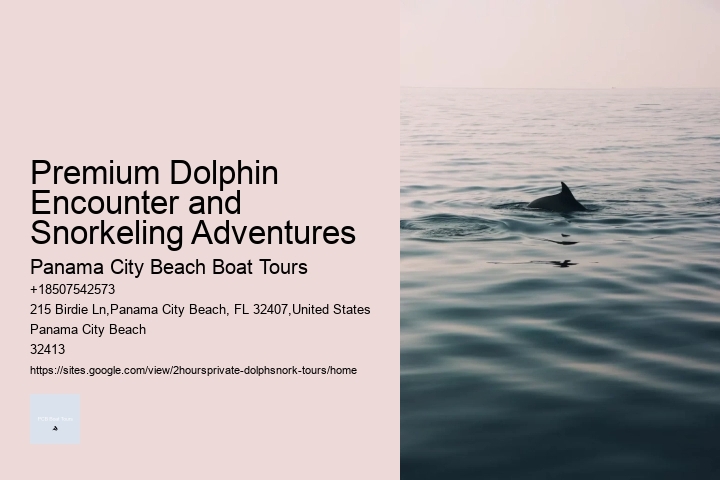 Premium Dolphin
Encounter and
Snorkeling Adventures
Panama City Beach Boat Tours
+18507542573
215 Birdie Ln,Panama City Beach, FL 32407,United States
Panama City Beach
32413
https://sites.google.com/view/2hoursprivate-dolphsnork-tours/home